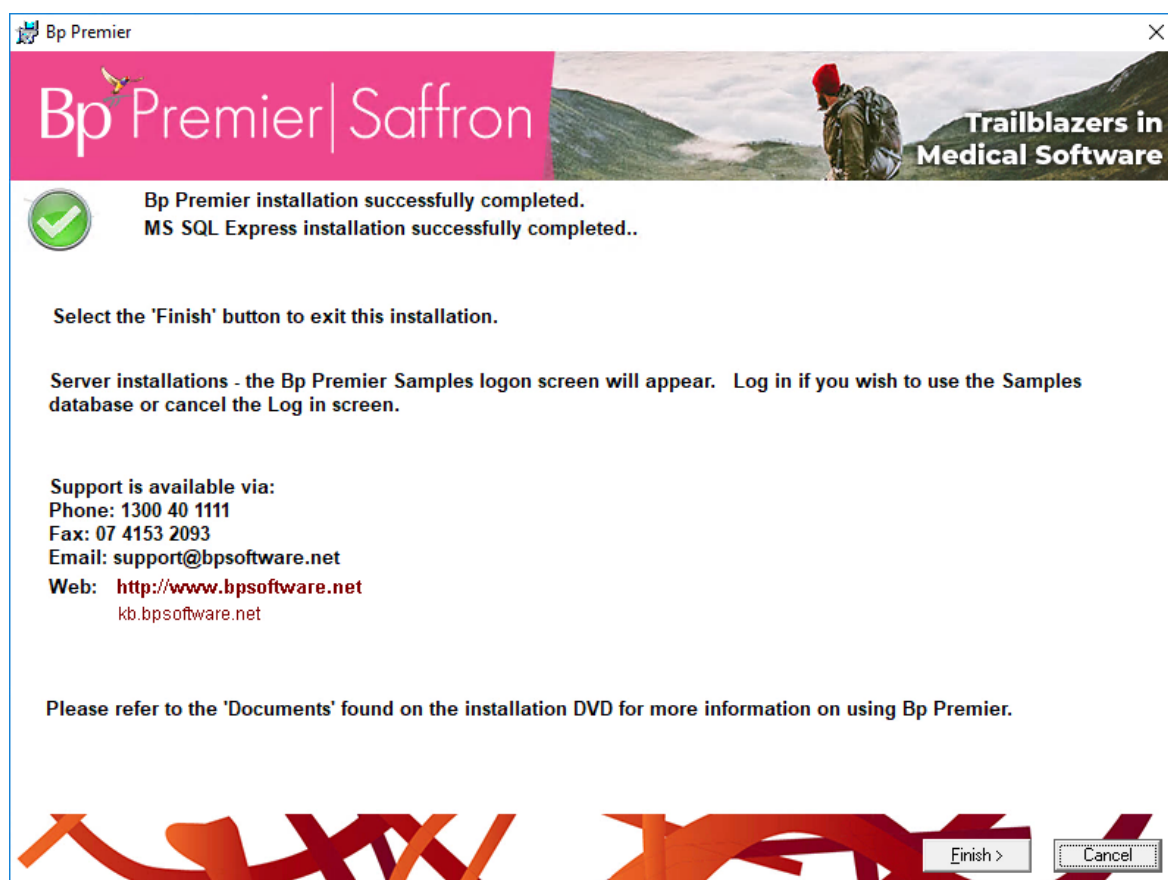 Bp Premier
Bp Premier | Saffron
Trailblazers in
Medical Software
Bp Premier installation successfully completed.
MS SQL Express installation successfully completed..
Select the 'Finish' button to exit this installation.
Server installations - the Bp Premier Samples logon screen will appear.   Log in if you wish to use the Samples
database or cancel the Log in screen.
Support is available via:
Phone: 1300 40 1111
Fax: 07 4153 2093
Email: support@bpsoftware.net
Web: http://www.bpsoftware.net
kb.bpsoftware.net
Please refer to the 'Documents' found on the installation DVD for more information on using Bp Premier.
Finish > Cancel